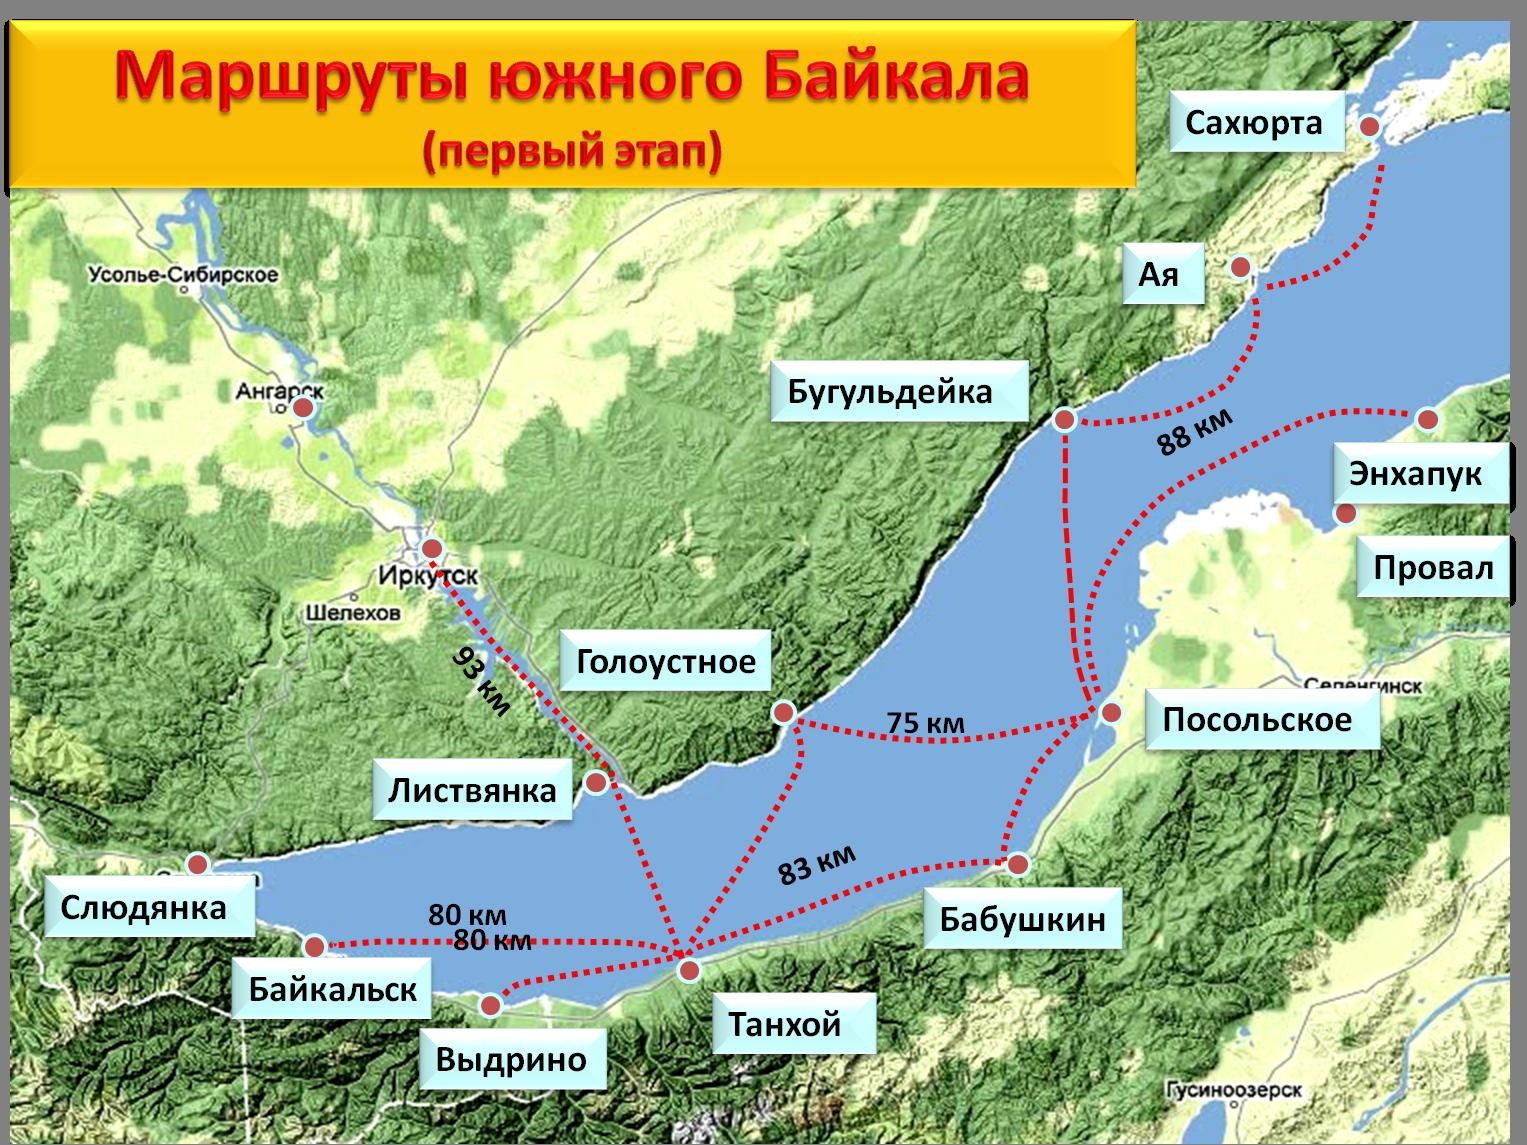 Маршруты южного Байкала
(первый этап)
Сахюрта
Усолье-Сибирское
Ая
Ангарск
Бугульдейка
88 км
Энхапук
Провал
Иркутск
Шелехов
93 км
Голоустное
Селенгинск
75 км
Посольское
Листвянка
83 км
Слюдянка
80 км
80 км
Бабушкин
Байкальск
Танхой
Выдрино
Гусиноозерск